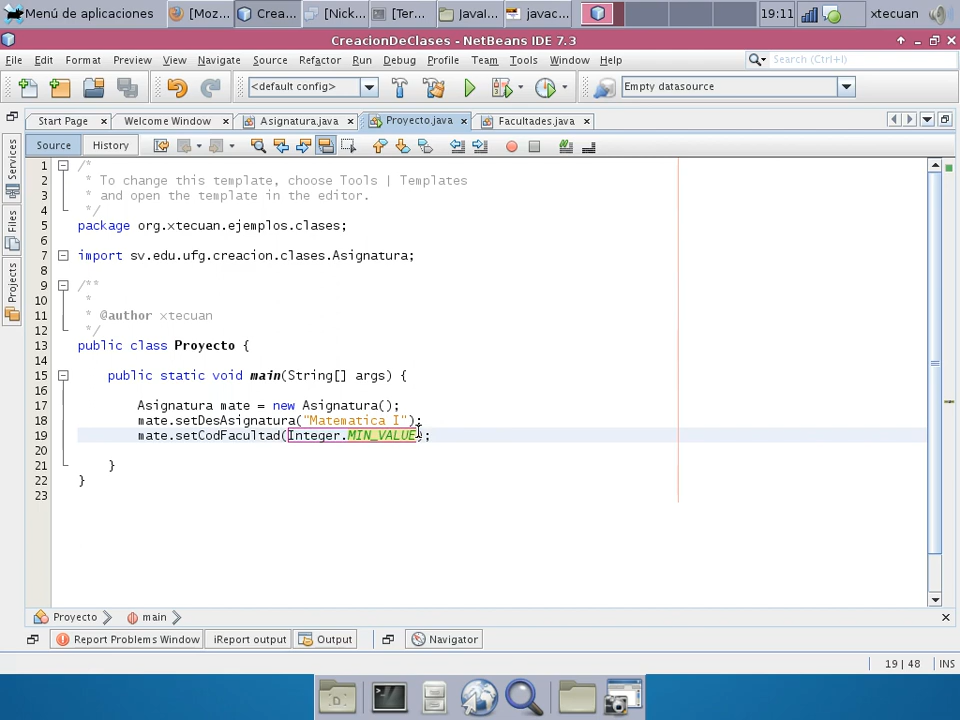 Menú de aplicaciones [Moz... Crea... [Nick... [Ter... Javal... javac... 19:11 xtecuan
CreacionDeClases - NetBeans IDE 7.3
File Edit Format Preview View Navigate Source Refactor Run Debug Profile Team Tools Window Help Search (Ctrl+I)
<default config> Empty datasource
Start Page Welcome Window Asignatura.java Proyecto.java Facultades.java
Source History
Services
Files
Projects
1 /*
2 * To change this template, choose Tools | Templates
3 * and open the template in the editor.
4 */
5 package org.xtecuan.ejemplos.clases;
6
7 import sv.edu.ufg.creacion.clases.Asignatura;
8
9 /**
10 *
11 * @author xtecuan
12 */
13 public class Proyecto {
14
15 public static void main(String[] args) {
16
17 Asignatura mate = new Asignatura();
18 mate.setDesAsignatura("Matematica I");
19 mate.setCodFacultad(Integer.MIN_VALUE);
20
21 }
22 }
23
Proyecto main
Report Problems Window iReport output Output Navigator
19 | 48 INS